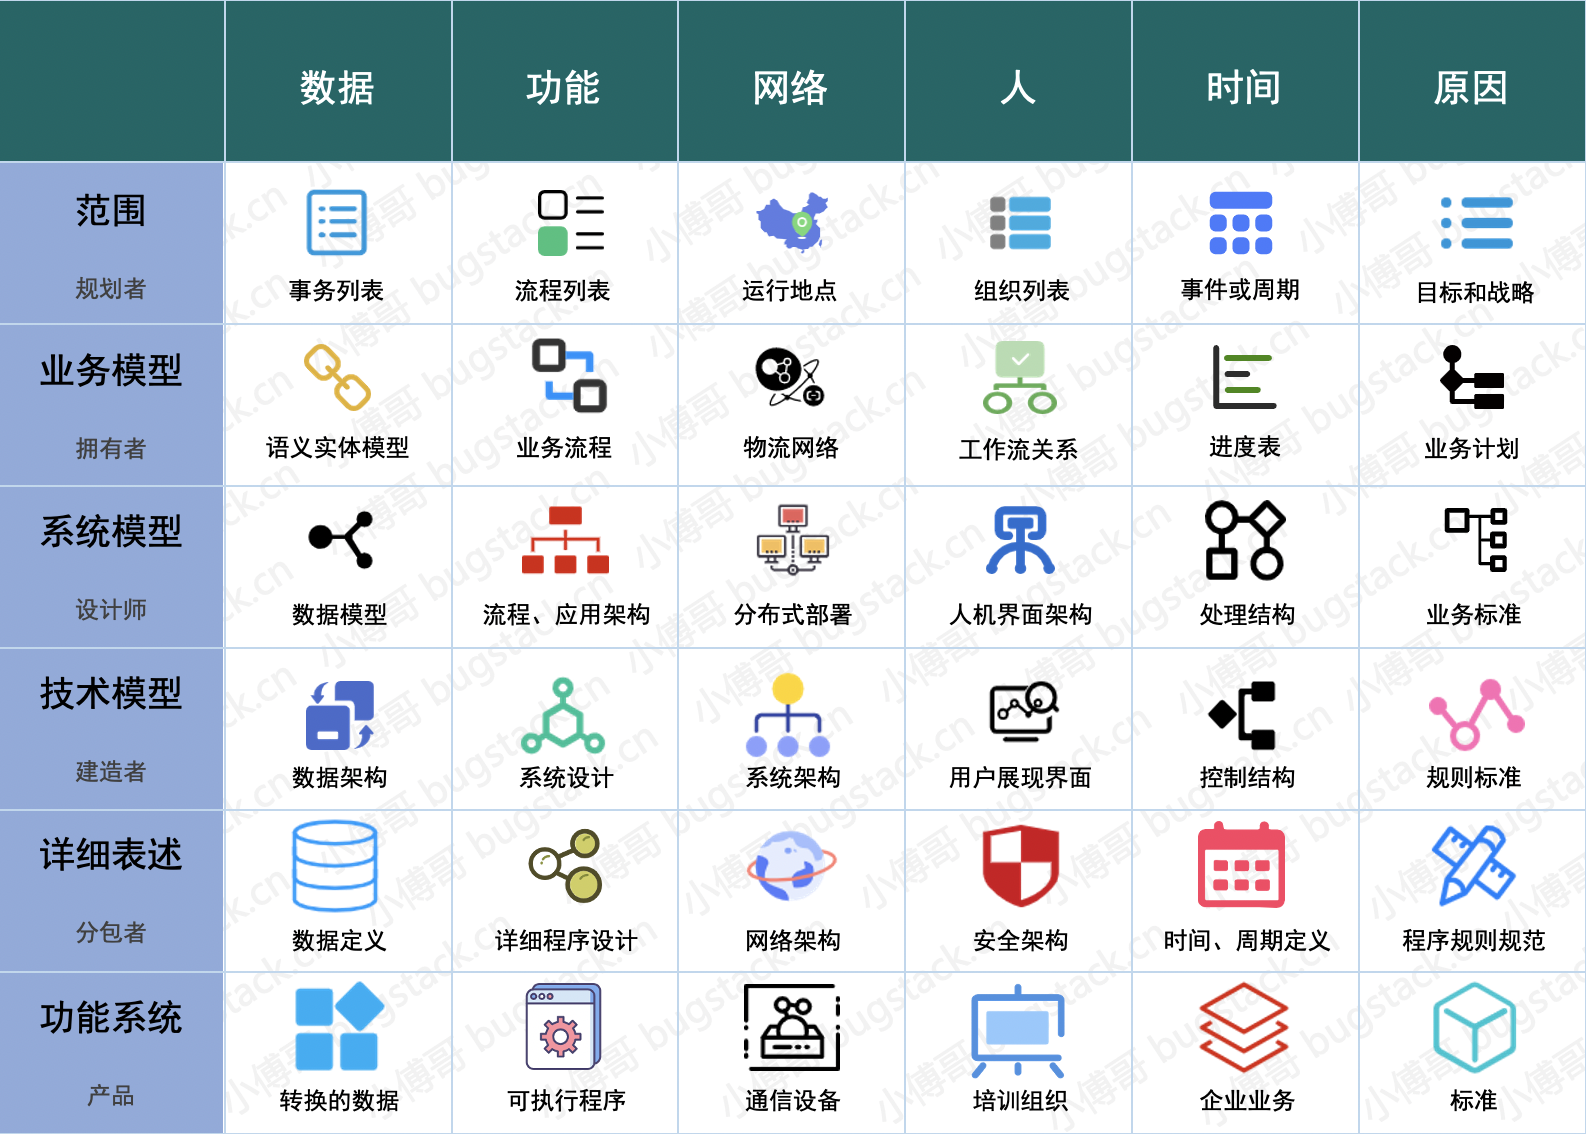 数据 功能 网络 人 时间 原因
范围
规划者
事务列表 流程列表 运行地点 组织列表 事件或周期 目标和战略
业务模型
拥有者
语义实体模型 业务流程 物流网络 工作流关系 进度表 业务计划
系统模型
设计师
数据模型 流程、应用架构 分布式部署 人机界面架构 处理结构 业务标准
技术模型
建造者
数据架构 系统设计 系统架构 用户展现界面 控制结构 规则标准
详细表述
分包者
数据定义 详细程序设计 网络架构 安全架构 时间、周期定义 程序规则规范
功能系统
产品
转换的数据 可执行程序 通信设备 培训组织 企业业务 标准
小傅哥 bugstack.cn